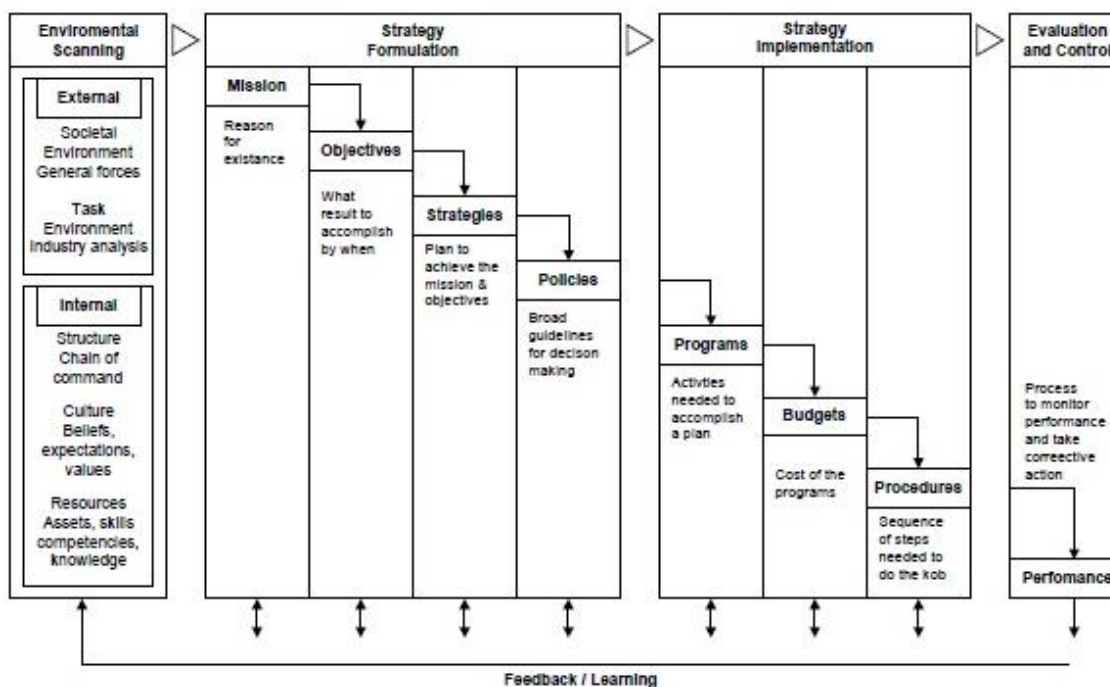 Enviromental
Scanning
External
Societal
Environment
General forces
Task
Environment
Industry analysis
Internal
Structure
Chain of
command
Culture
Beliefs,
expectations,
values
Resources
Assets, skills
competencies,
knowledge
Strategy
Formulation
Mission
Reason
for
existance
Objectives
What
result to
accomplish
by when
Strategies
Plan to
achieve the
mission &
objectives
Policies
Broad
guidelines
for decison
making
Strategy
Implementation
Programs
Activties
needed to
accomplish
a plan
Budgets
Cost of the
programs
Procedures
Sequence
of steps
needed to
do the kob
Evaluation
and Control
Process
to monitor
performance
and take
correective
action
Perfomance
Feedback / Learning